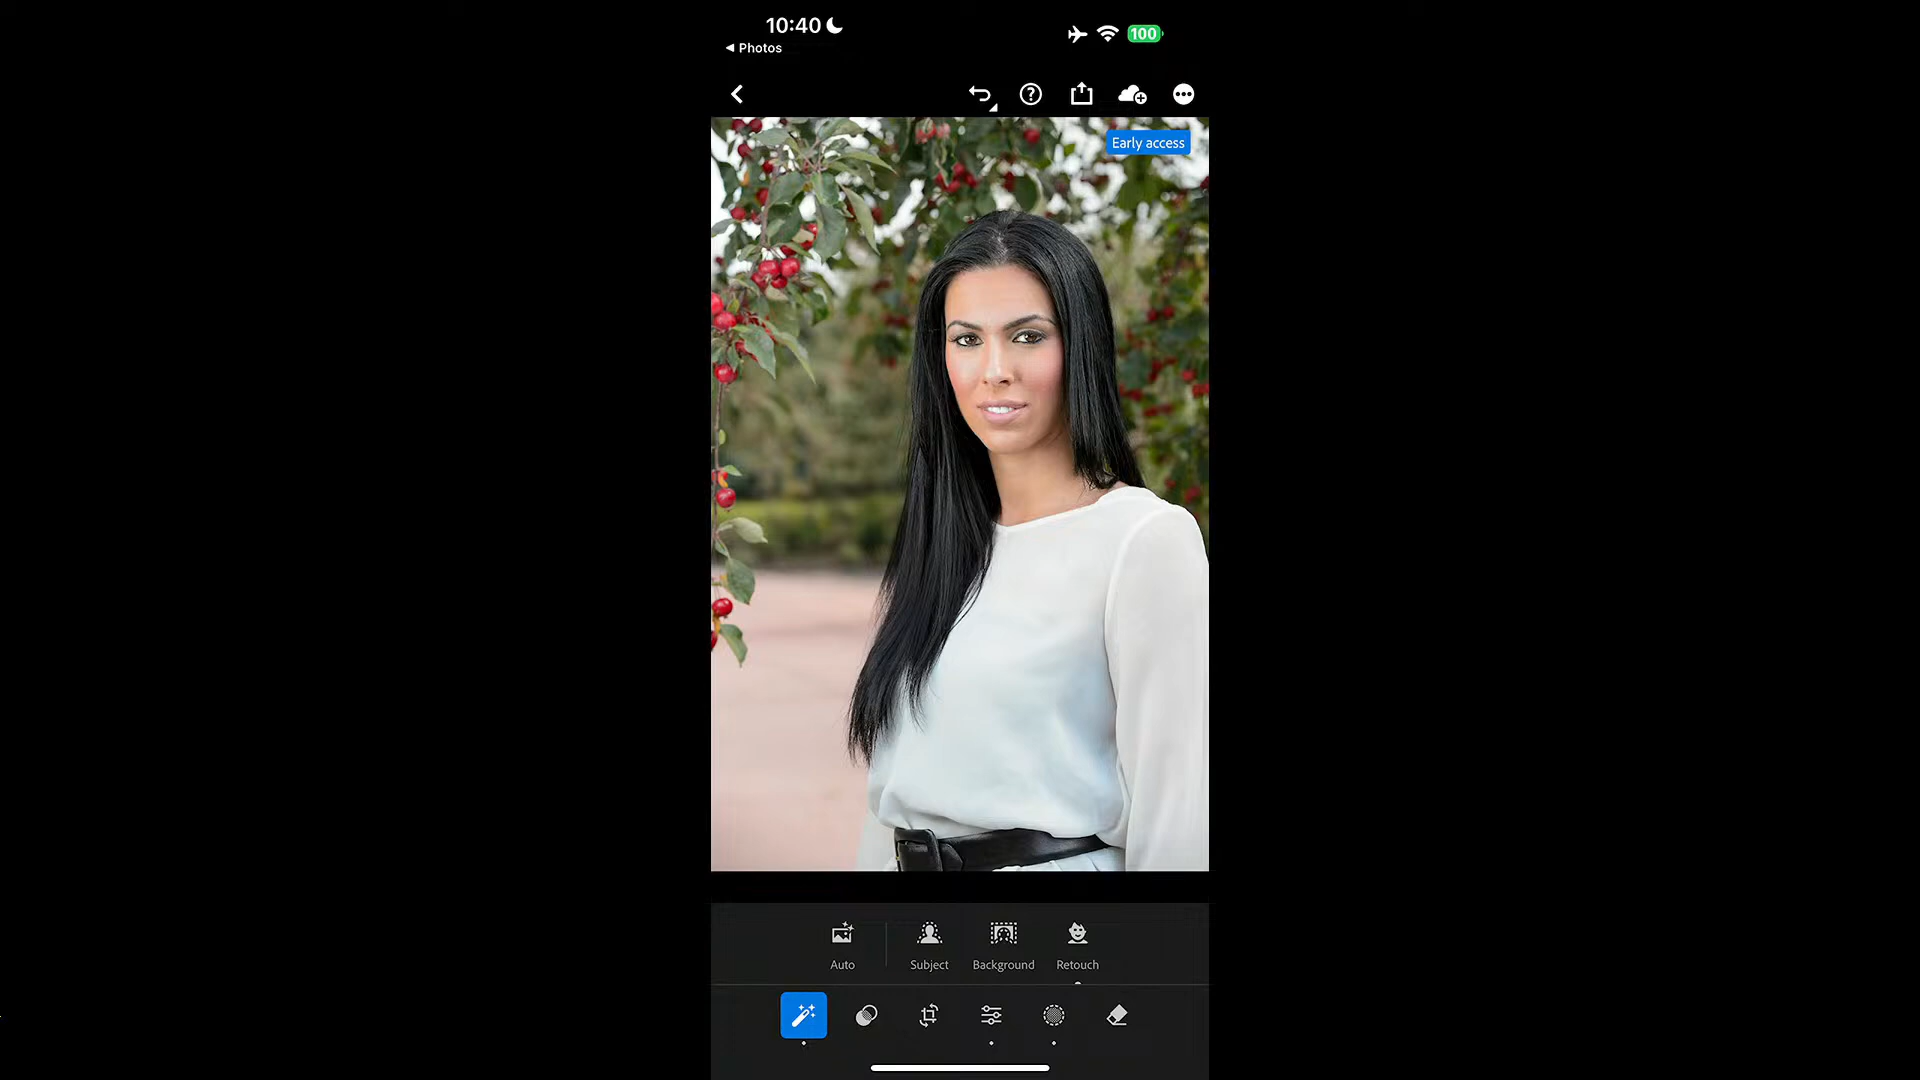 10:40
◀ Photos
100
Early access
Auto
Subject
Background
Retouch